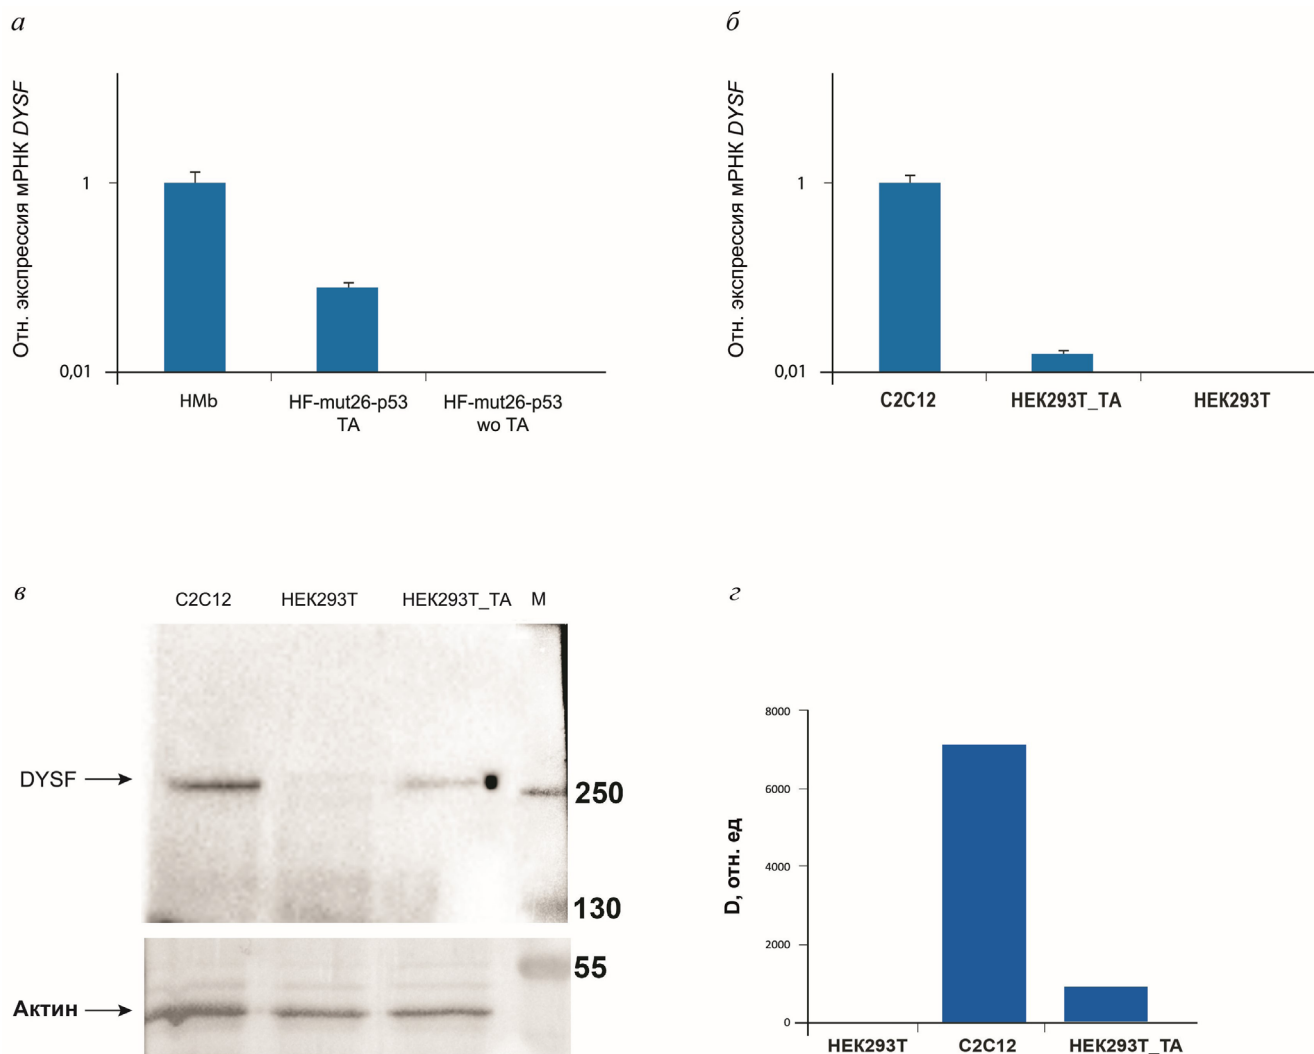 а
Отн. экспрессия мРНК DYSF
1
0,01
HMb
HF-mut26-p53
TA
HF-mut26-p53
wo TA
б
Отн. экспрессия мРНК DYSF
1
0,01
C2C12
HEK293T_TA
HEK293T
в
C2C12
HEK293T
HEK293T_TA
M
DYSF
250
130
55
Актин
г
D, отн. ед
8000
6000
4000
2000
0
HEK293T
C2C12
HEK293T_TA